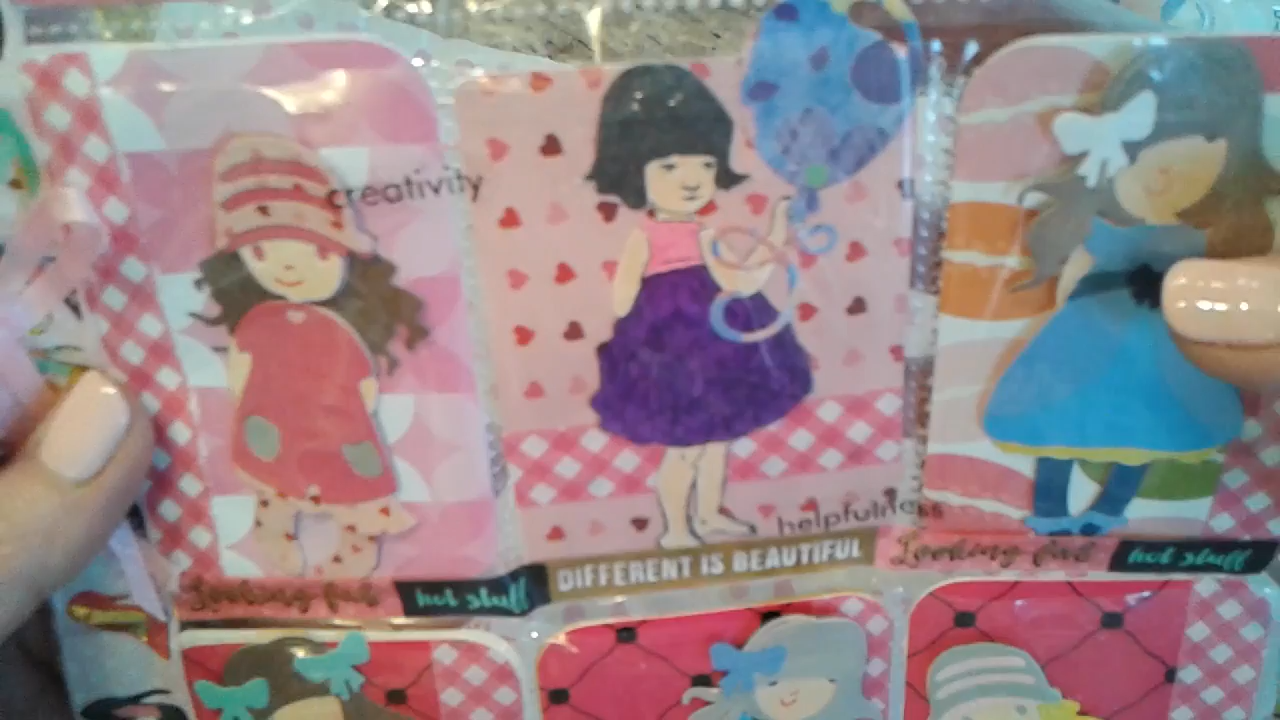 creativity
helpfulness
Looking fab hot stuff
DIFFERENT IS BEAUTIFUL
Looking fab hot stuff